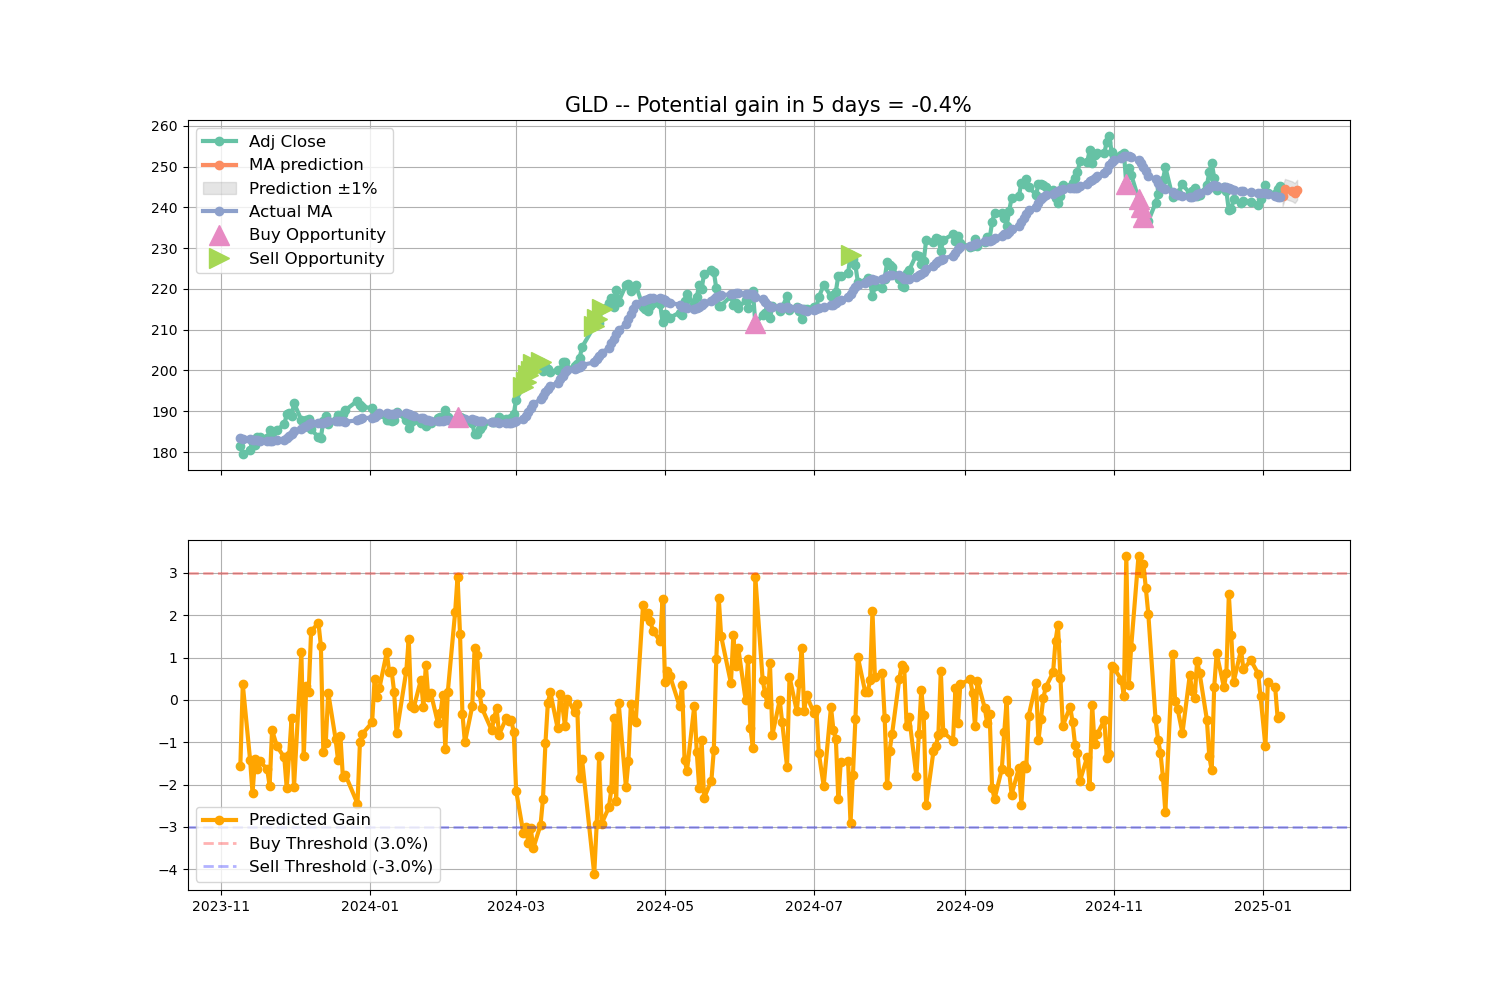 GLD -- Potential gain in 5 days = -0.4%
260
250
240
230
220
210
200
190
180
Adj Close
MA prediction
Prediction ±1%
Actual MA
Buy Opportunity
Sell Opportunity
3
2
1
0
−1
−2
−3
−4
Predicted Gain
Buy Threshold (3.0%)
Sell Threshold (-3.0%)
2023-11
2024-01
2024-03
2024-05
2024-07
2024-09
2024-11
2025-01